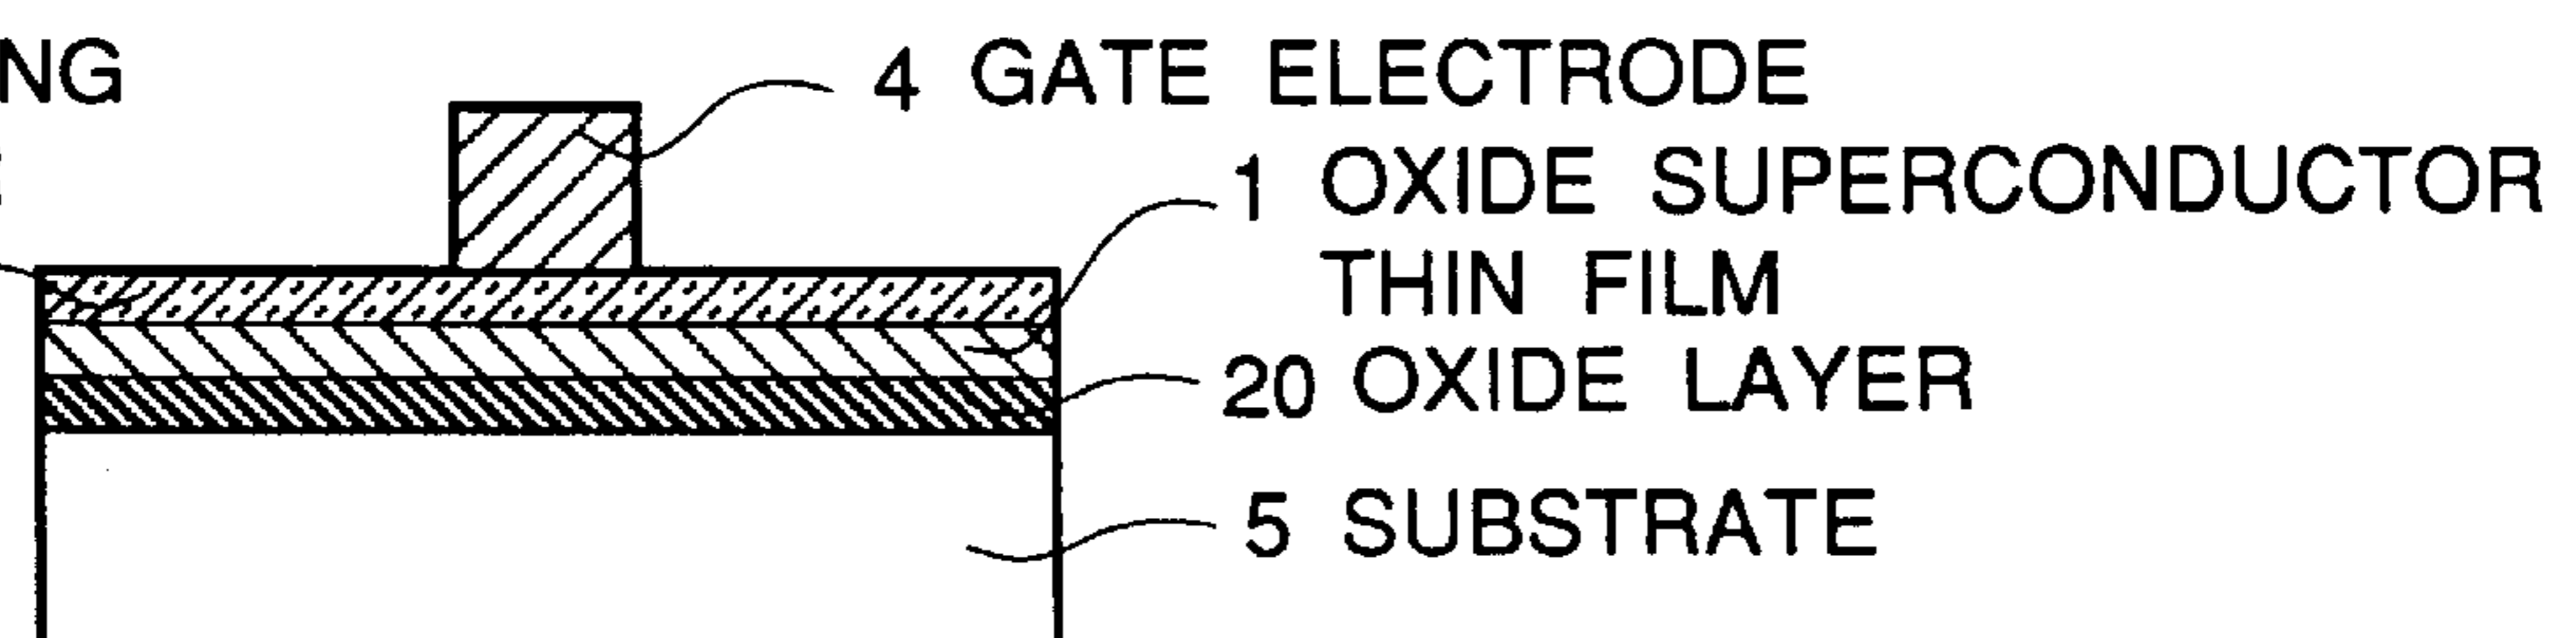 NG
4 GATE ELECTRODE
1 OXIDE SUPERCONDUCTOR
THIN FILM
20 OXIDE LAYER
5 SUBSTRATE